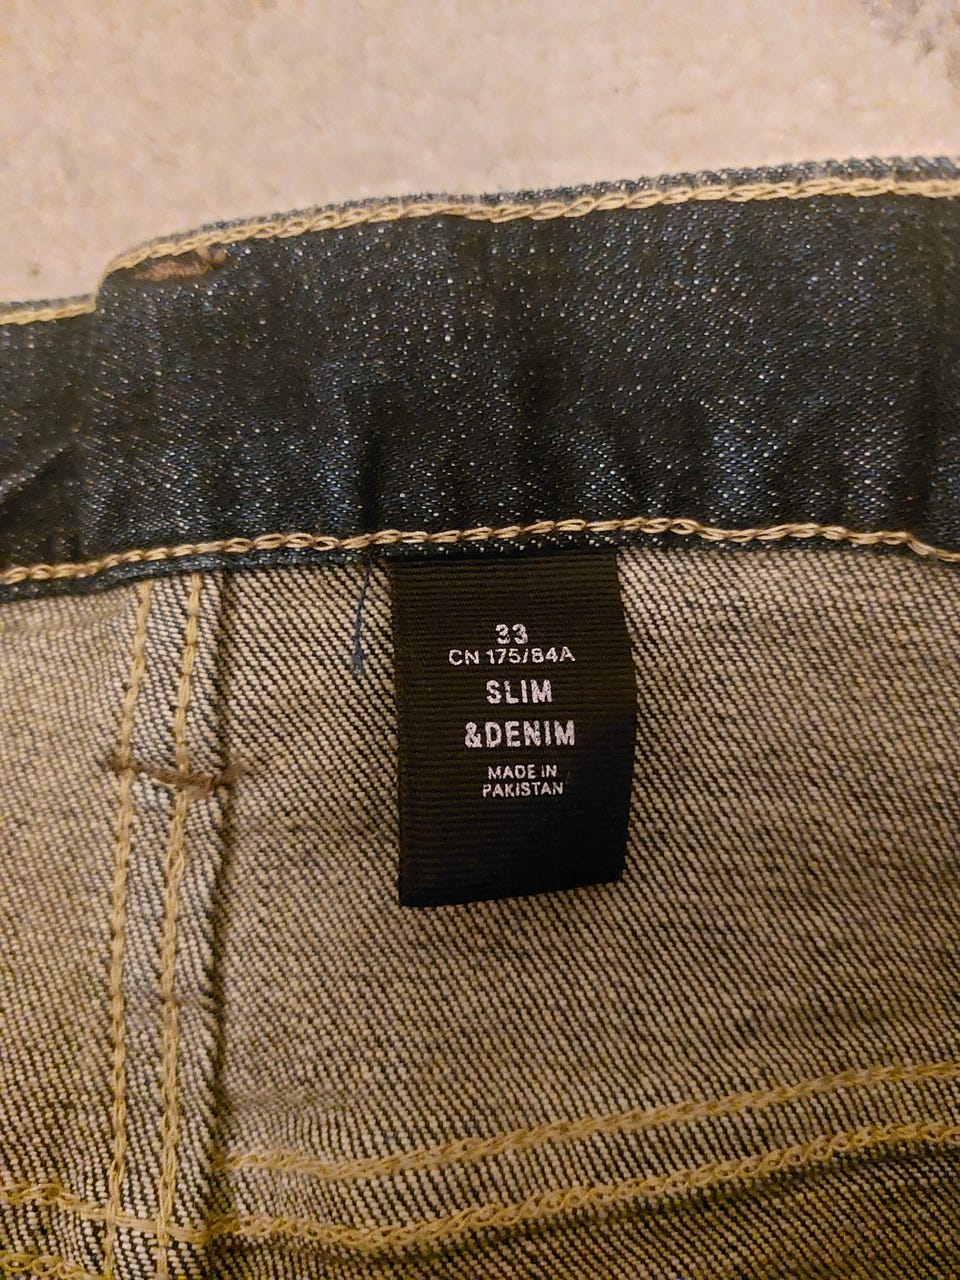 33
CN 175/84A
SLIM
&DENIM
MADE IN
PAKISTAN